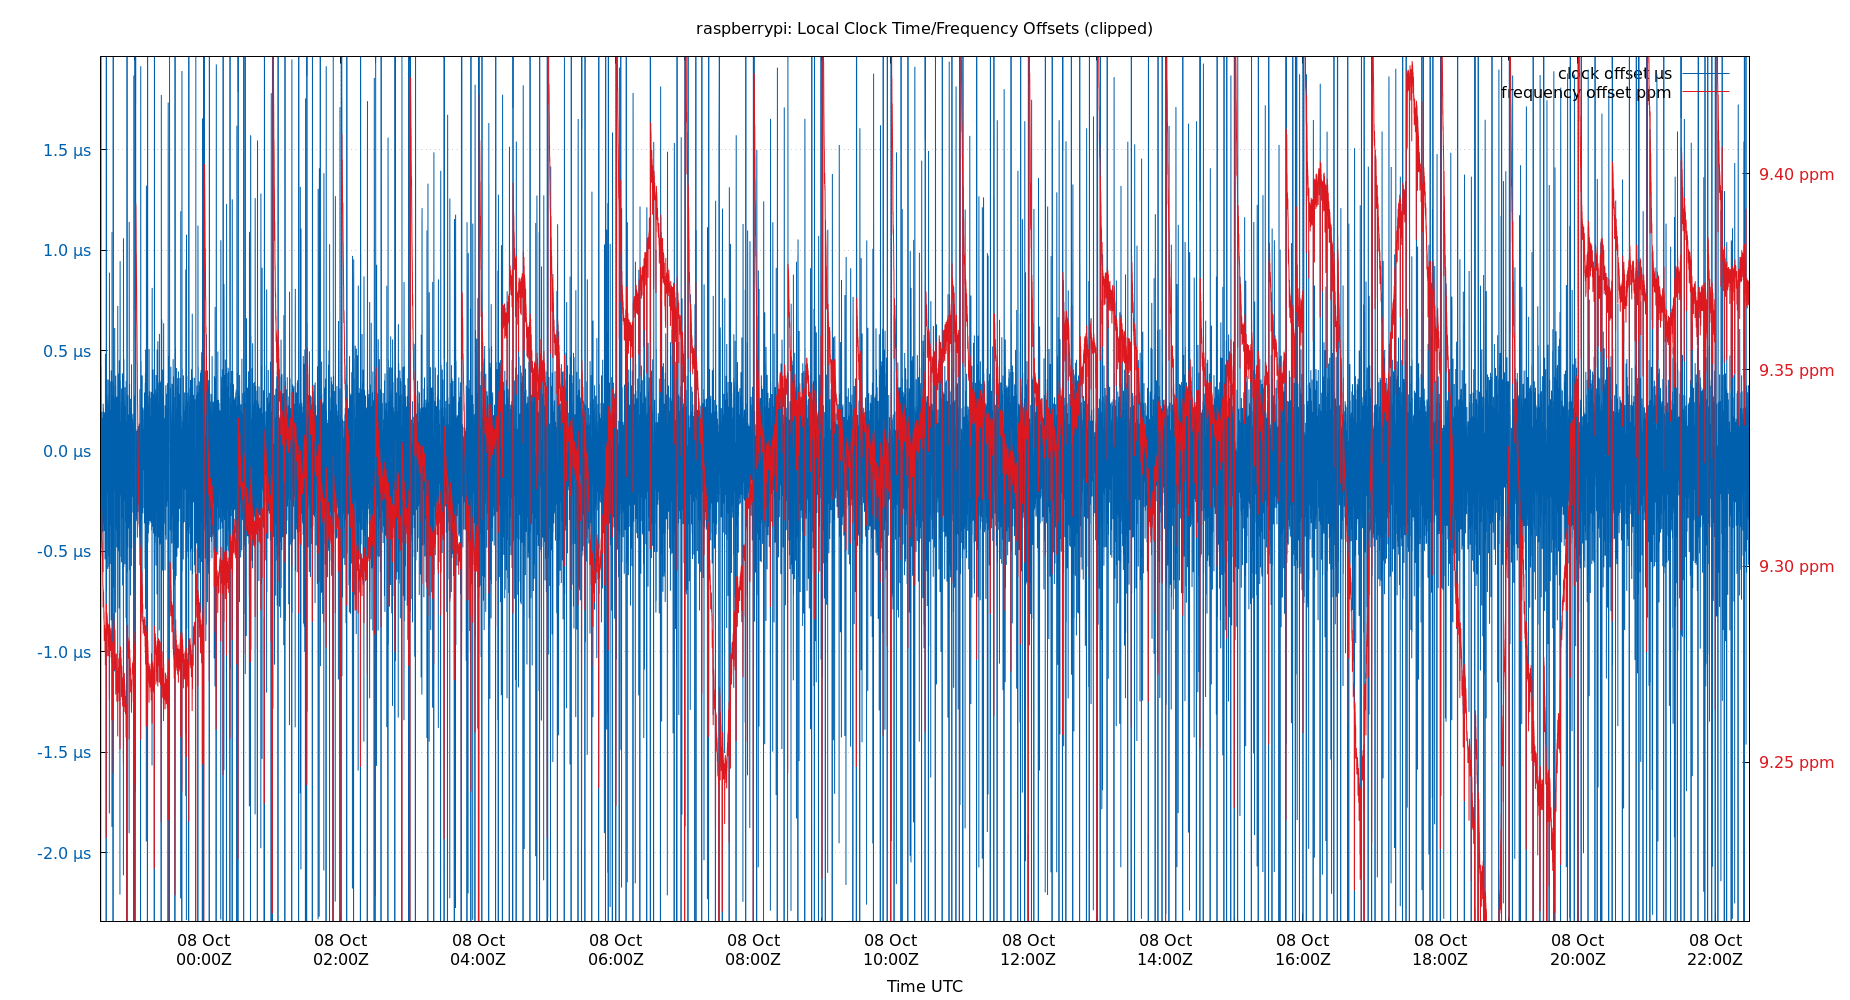 raspberrypi: Local Clock Time/Frequency Offsets (clipped)
clock offset µs
frequency offset ppm
1.5 µs
1.0 µs
0.5 µs
0.0 µs
-0.5 µs
-1.0 µs
-1.5 µs
-2.0 µs
9.40 ppm
9.35 ppm
9.30 ppm
9.25 ppm
08 Oct 08 Oct 08 Oct 08 Oct 08 Oct 08 Oct 08 Oct 08 Oct 08 Oct 08 Oct 08 Oct 08 Oct
00:00Z 02:00Z 04:00Z 06:00Z 08:00Z 10:00Z 12:00Z 14:00Z 16:00Z 18:00Z 20:00Z 22:00Z
Time UTC